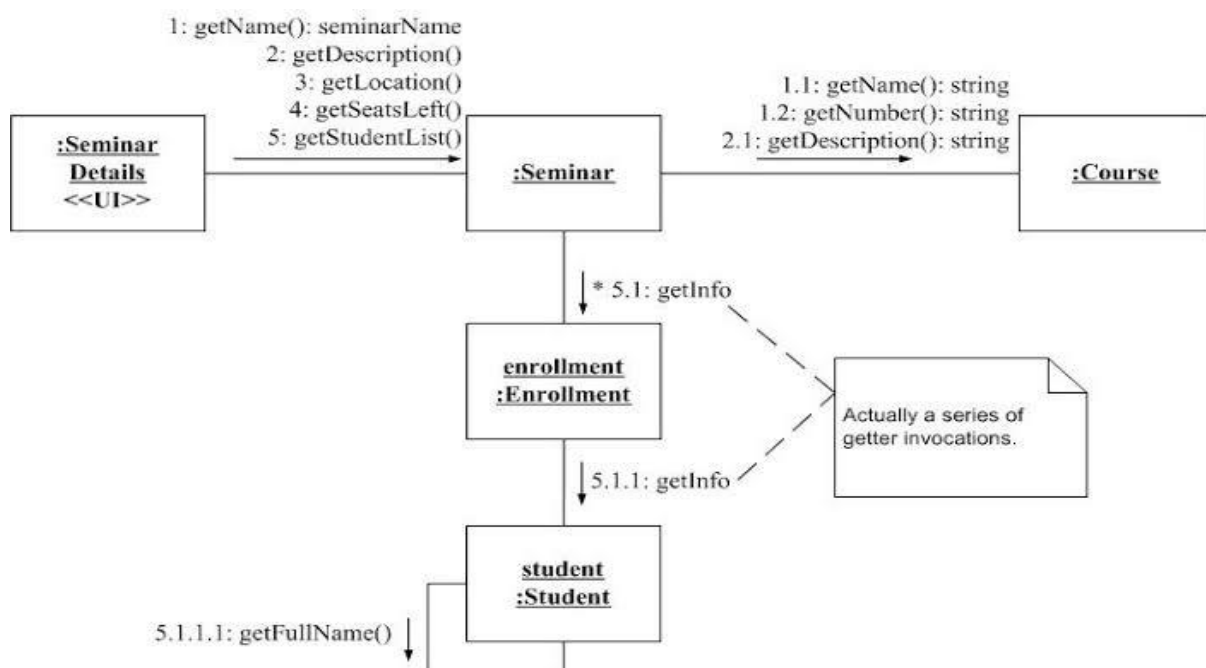 1: getName(): seminarName
2: getDescription()
3: getLocation()
4: getSeatsLeft()
5: getStudentList()
1.1: getName(): string
1.2: getNumber(): string
2.1: getDescription(): string
:Seminar
Details
<<UI>>
:Seminar
:Course
* 5.1: getInfo
enrollment
:Enrollment
Actually a series of
getter invocations.
5.1.1: getInfo
student
:Student
5.1.1.1: getFullName()